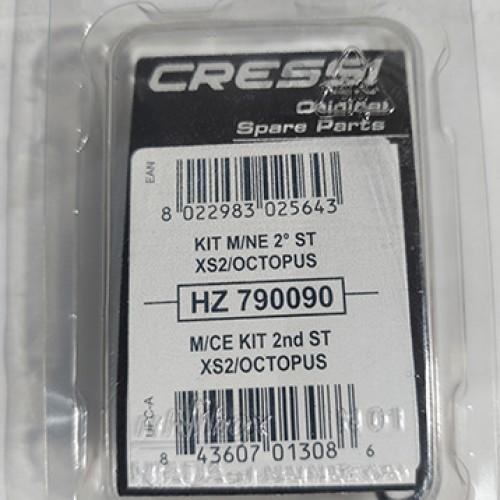 CRESSI
Original
Spare Parts
EAN
8 022983 025643
KIT M/NE 2° ST
XS2/OCTOPUS
HZ 790090
M/CE KIT 2nd ST
XS2/OCTOPUS
UPC-A
8 43607 01308 6